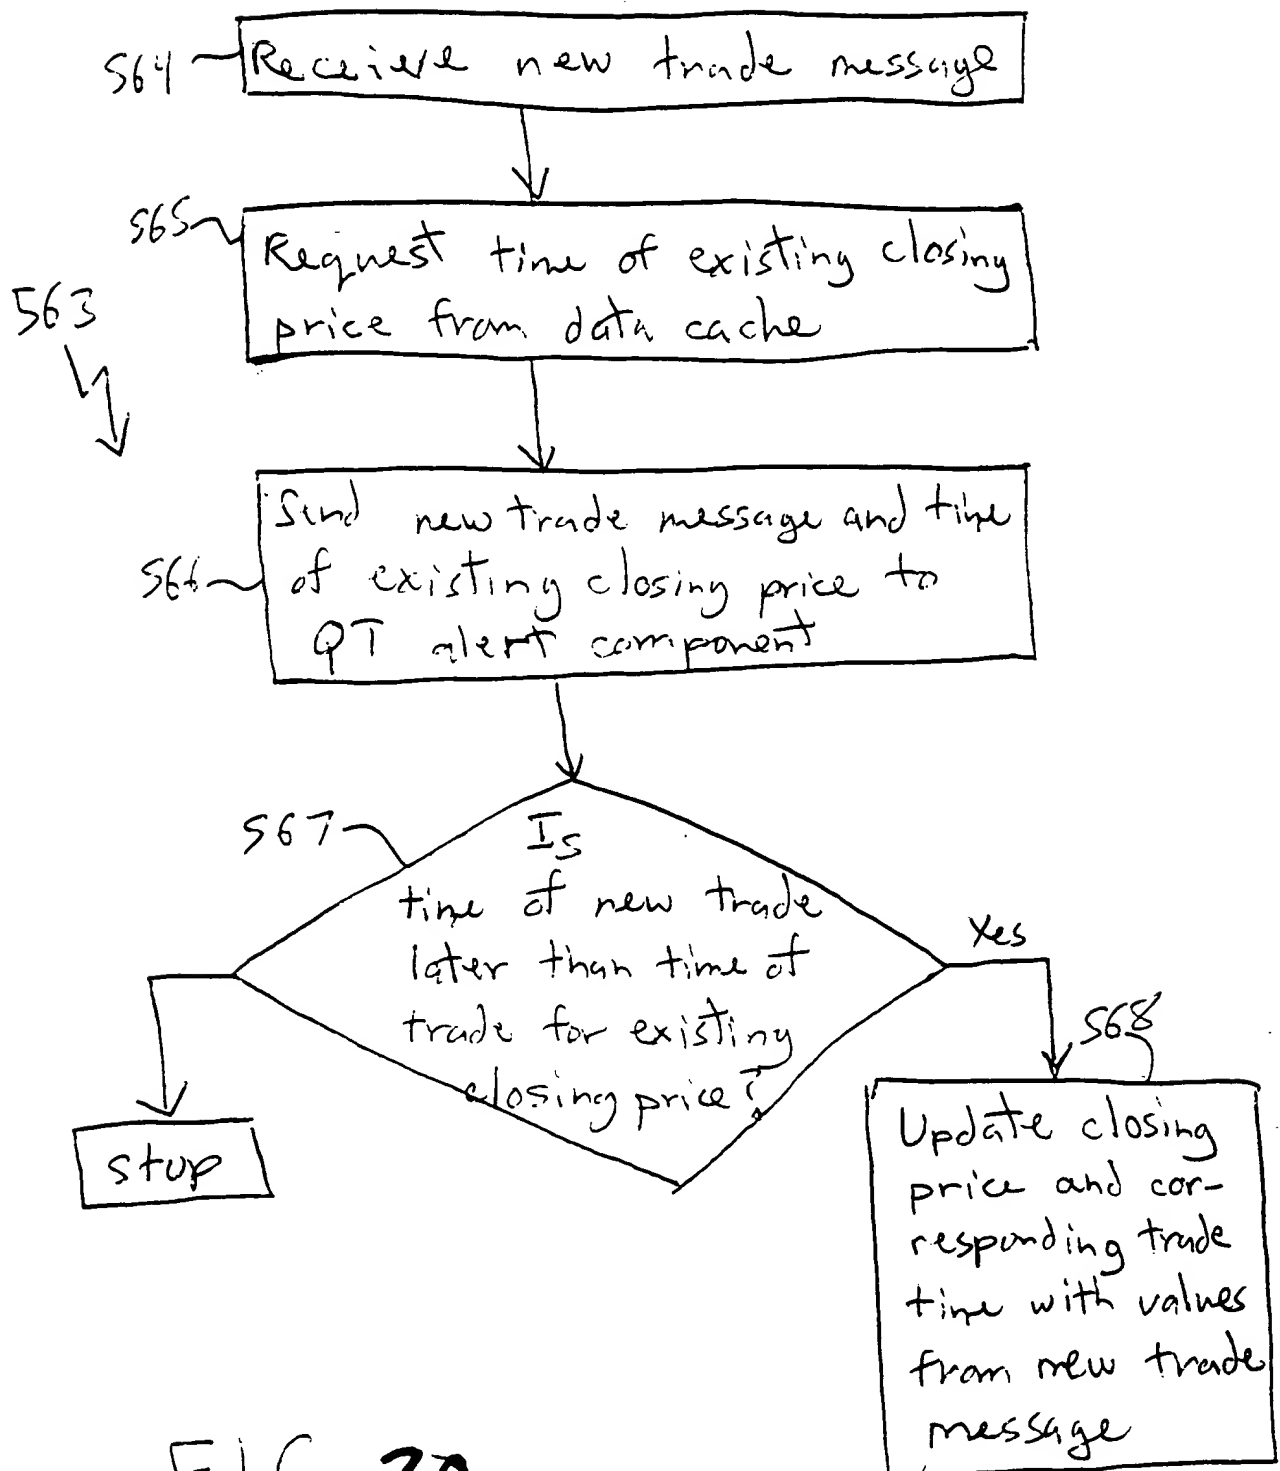 564
Receieve new trade message
565
Request time of existing closing
price from data cache
563
Send new trade message and time
of existing closing price to
566
QT alert component
567
Is
time of new trade
later than time of
trade for existing
closing price?
Yes
568
stop
Update closing
price and cor-
responding trade
time with values
from new trade
message
FIG